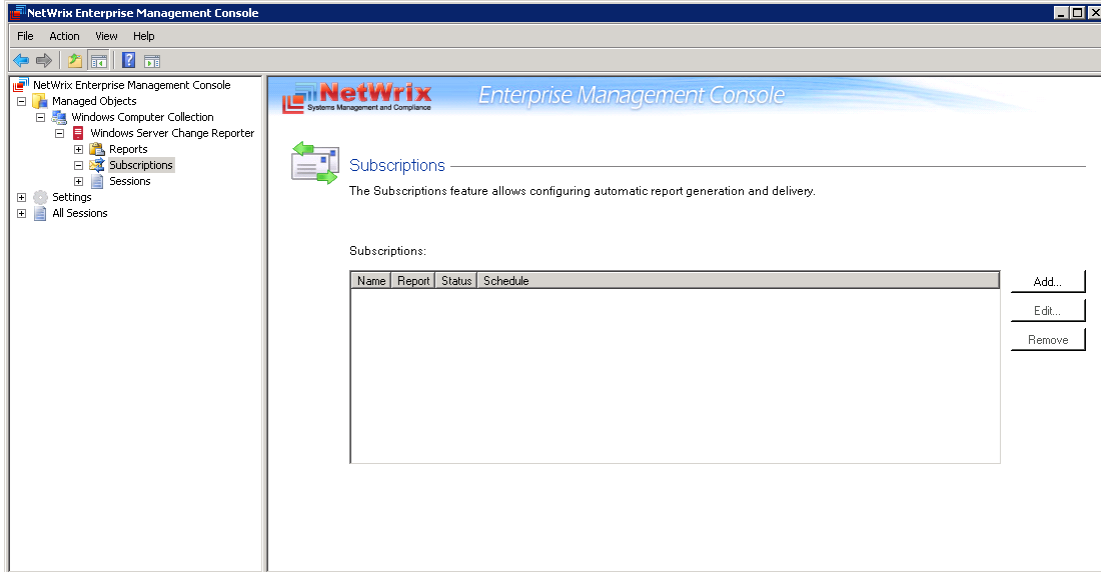 NetWrix Enterprise Management Console
File Action View Help
NetWrix Enterprise Management Console
Managed Objects
Windows Computer Collection
Windows Server Change Reporter
Reports
Subscriptions
Sessions
Settings
All Sessions
NetWrix
Systems Management and Compliance
Enterprise Management Console
Subscriptions
The Subscriptions feature allows configuring automatic report generation and delivery.
Subscriptions:
Name Report Status Schedule
Add...
Edit...
Remove